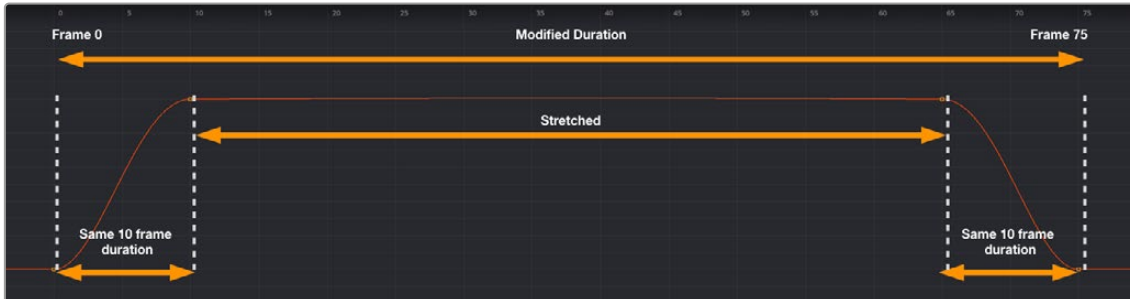 0 5 10 15 20 25 30 35 40 45 50 55 60 65 70 75
Frame 0 Modified Duration Frame 75
Stretched
Same 10 frame Same 10 frame
duration duration